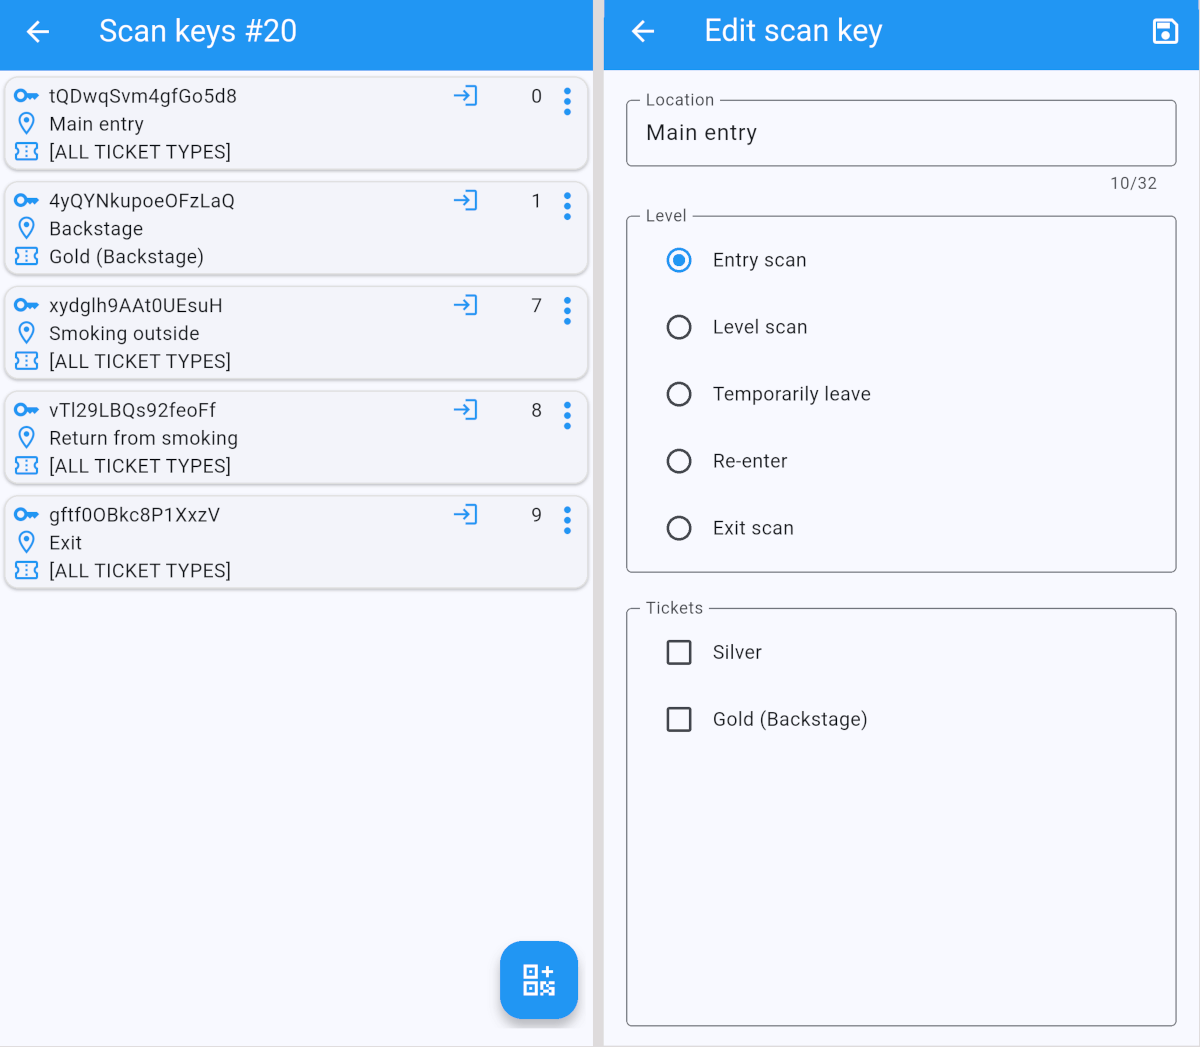 Scan keys #20
tQDwqSvm4gfGo5d8 0
Main entry
[ALL TICKET TYPES]
4yQYNkupoeOFzLaQ 1
Backstage
Gold (Backstage)
xydglh9AAt0UEsuH 7
Smoking outside
[ALL TICKET TYPES]
vTl29LBQs92feoFf 8
Return from smoking
[ALL TICKET TYPES]
gftf0OBkc8P1XxzV 9
Exit
[ALL TICKET TYPES]
Edit scan key
Location
Main entry
10/32
Level
Entry scan
Level scan
Temporarily leave
Re-enter
Exit scan
Tickets
Silver
Gold (Backstage)